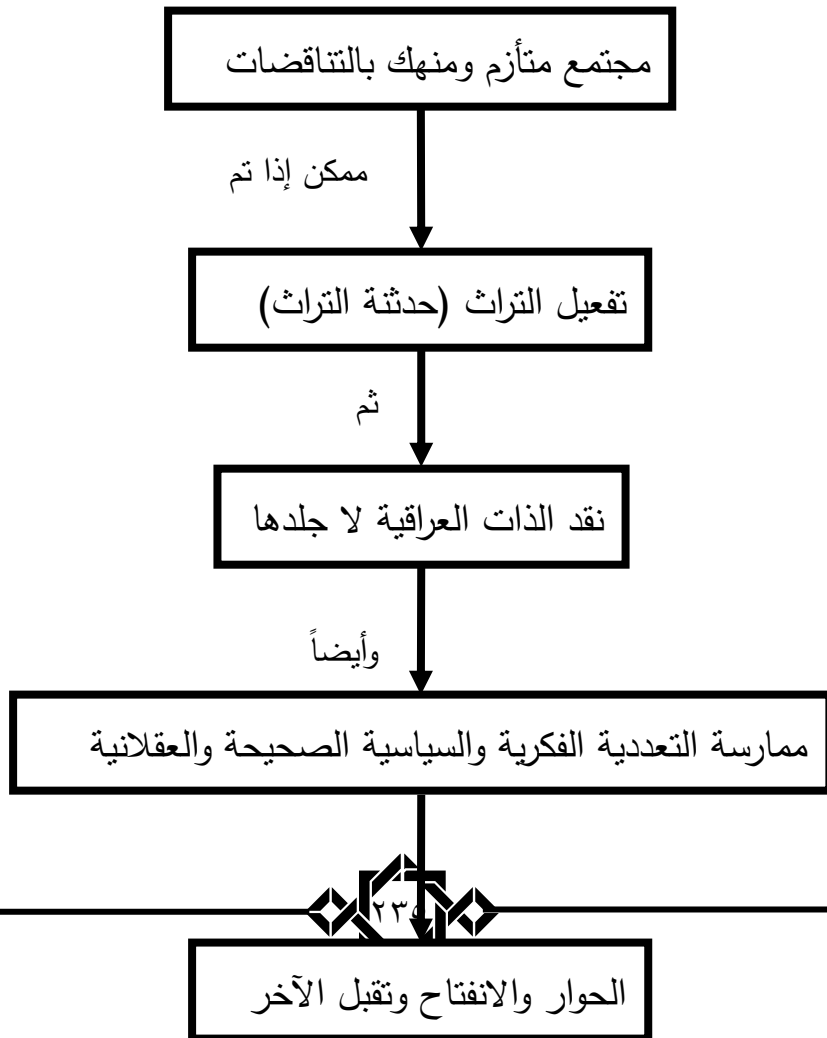 مجتمع متأزم ومنهك بالتناقضات
ممكن إذا تم
تفعيل التراث (حدثنة التراث)
ثم
نقد الذات العراقية لا جلدها
وأيضاً
ممارسة التعددية الفكرية والسياسية الصحيحة والعقلانية
الحوار والانفتاح وتقبل الآخر